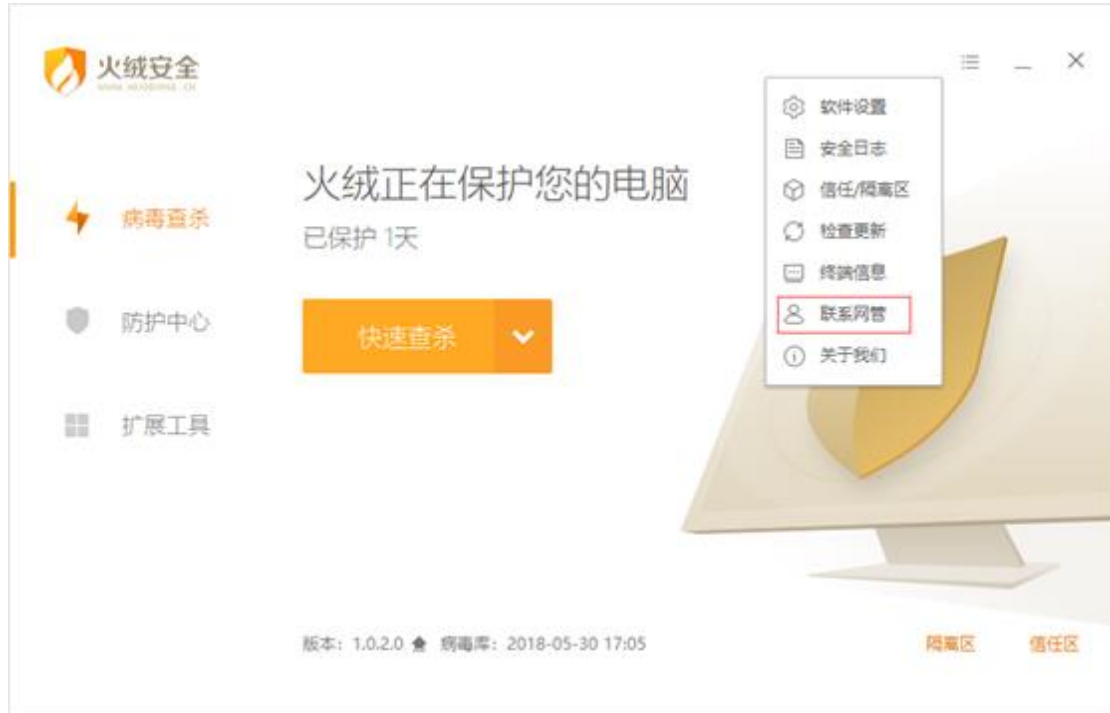 火绒安全
软件设置
安全日志
信任/隔离区
检查更新
终端信息
联系网管
关于我们
火绒正在保护您的电脑
已保护 1天
病毒查杀
快速查杀
防护中心
扩展工具
版本：1.0.2.0 病毒库：2018-05-30 17:05
隔离区 信任区